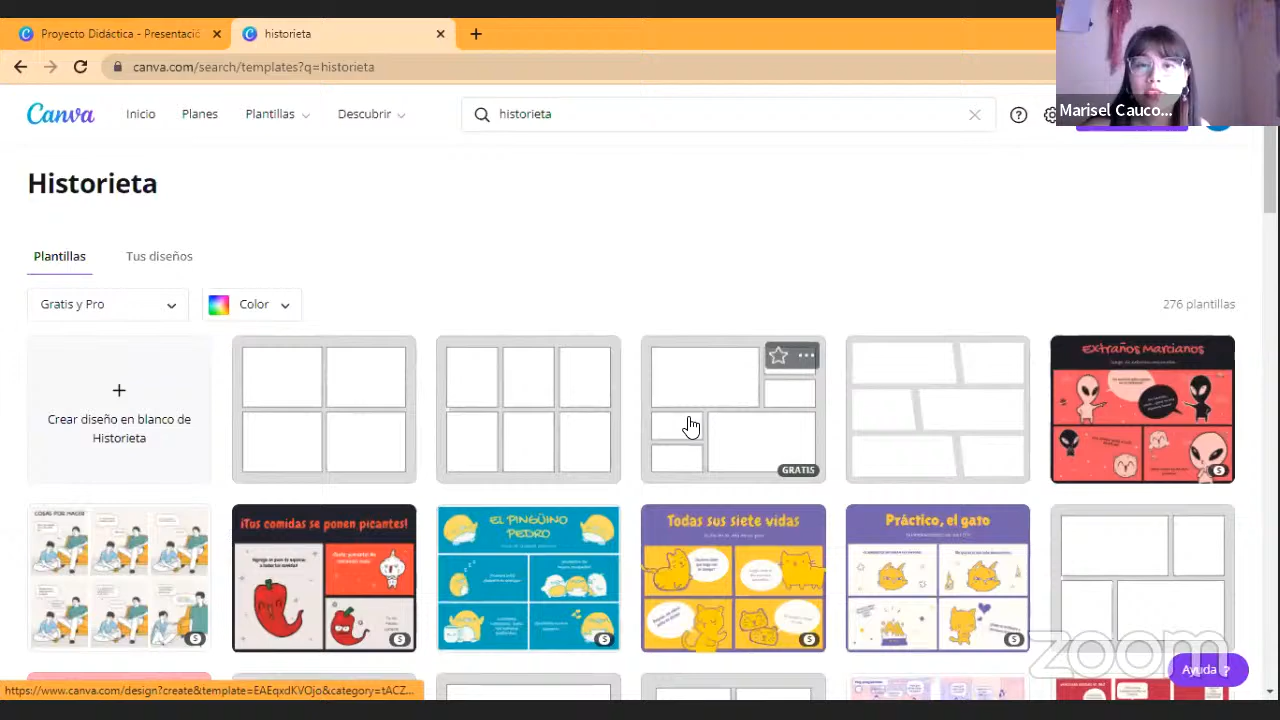 Proyecto Didáctica - Presentació
historieta
canva.com/search/templates?q=historieta
Marisel Cauco...
Canva
Inicio
Planes
Plantillas
Descubrir
historieta
Historieta
Plantillas
Tus diseños
Gratis y Pro
Color
276 plantillas
Crear diseño en blanco de
Historieta
GRATIS
EXTRAÑOS MARCIANOS
COSAS POR HACER
¡Tus comidas se ponen picantes!
EL PINGÜINO
PEDRO
Todas sus siete vidas
Práctico, el gato
zoom
Ayuda ?
https://www.canva.com/design?create&template=EAEqxdKVOjo&category=tACZ...